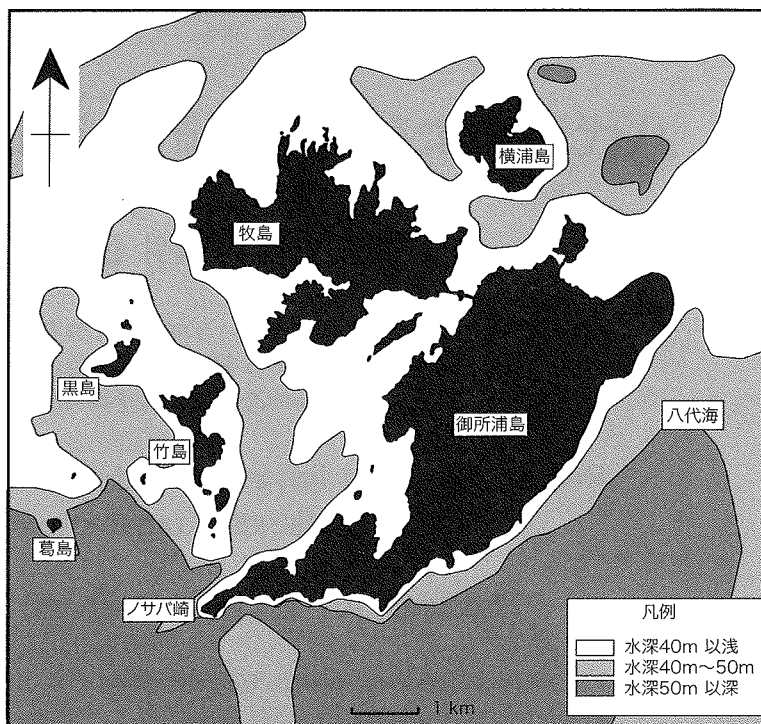 横浦島
牧島
黒島
竹島
御所浦島
八代海
葛島
ノサバ崎
凡例
水深40m 以浅
水深40m～50m
水深50m 以深
1 km